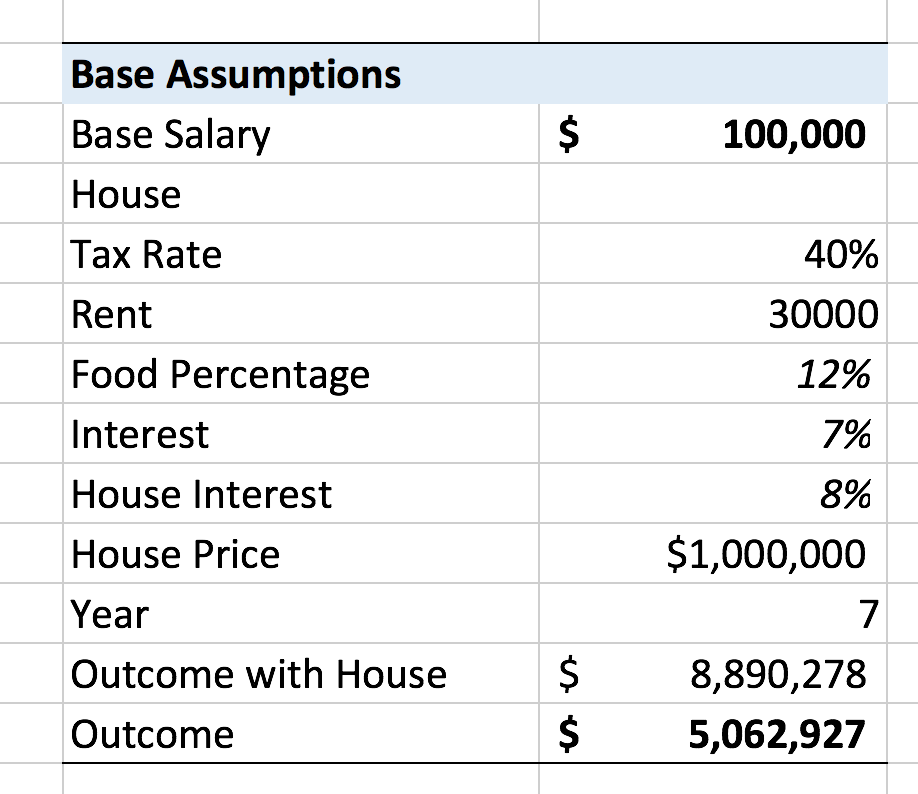 Base Assumptions
Base Salary $ 100,000
House
Tax Rate 40%
Rent 30000
Food Percentage 12%
Interest 7%
House Interest 8%
House Price $1,000,000
Year 7
Outcome with House $ 8,890,278
Outcome $ 5,062,927